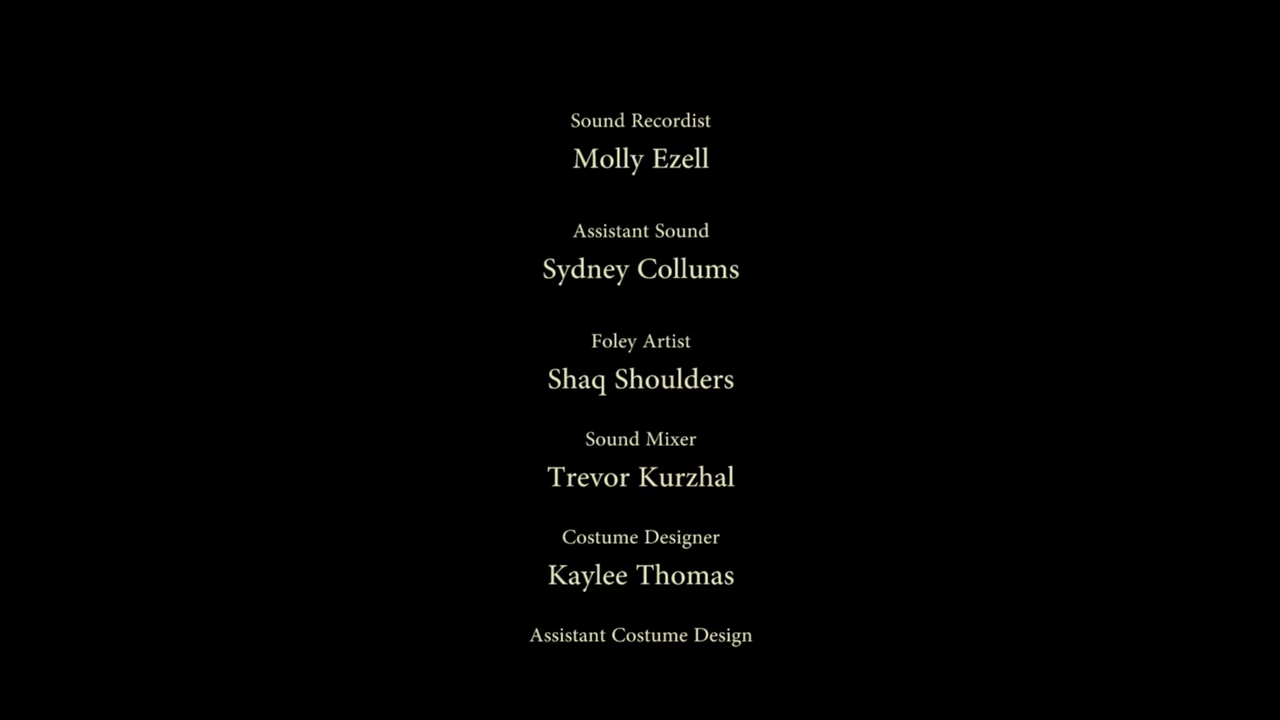 Sound Recordist
Molly Ezell
Assistant Sound
Sydney Collums
Foley Artist
Shaq Shoulders
Sound Mixer
Trevor Kurzhal
Costume Designer
Kaylee Thomas
Assistant Costume Design